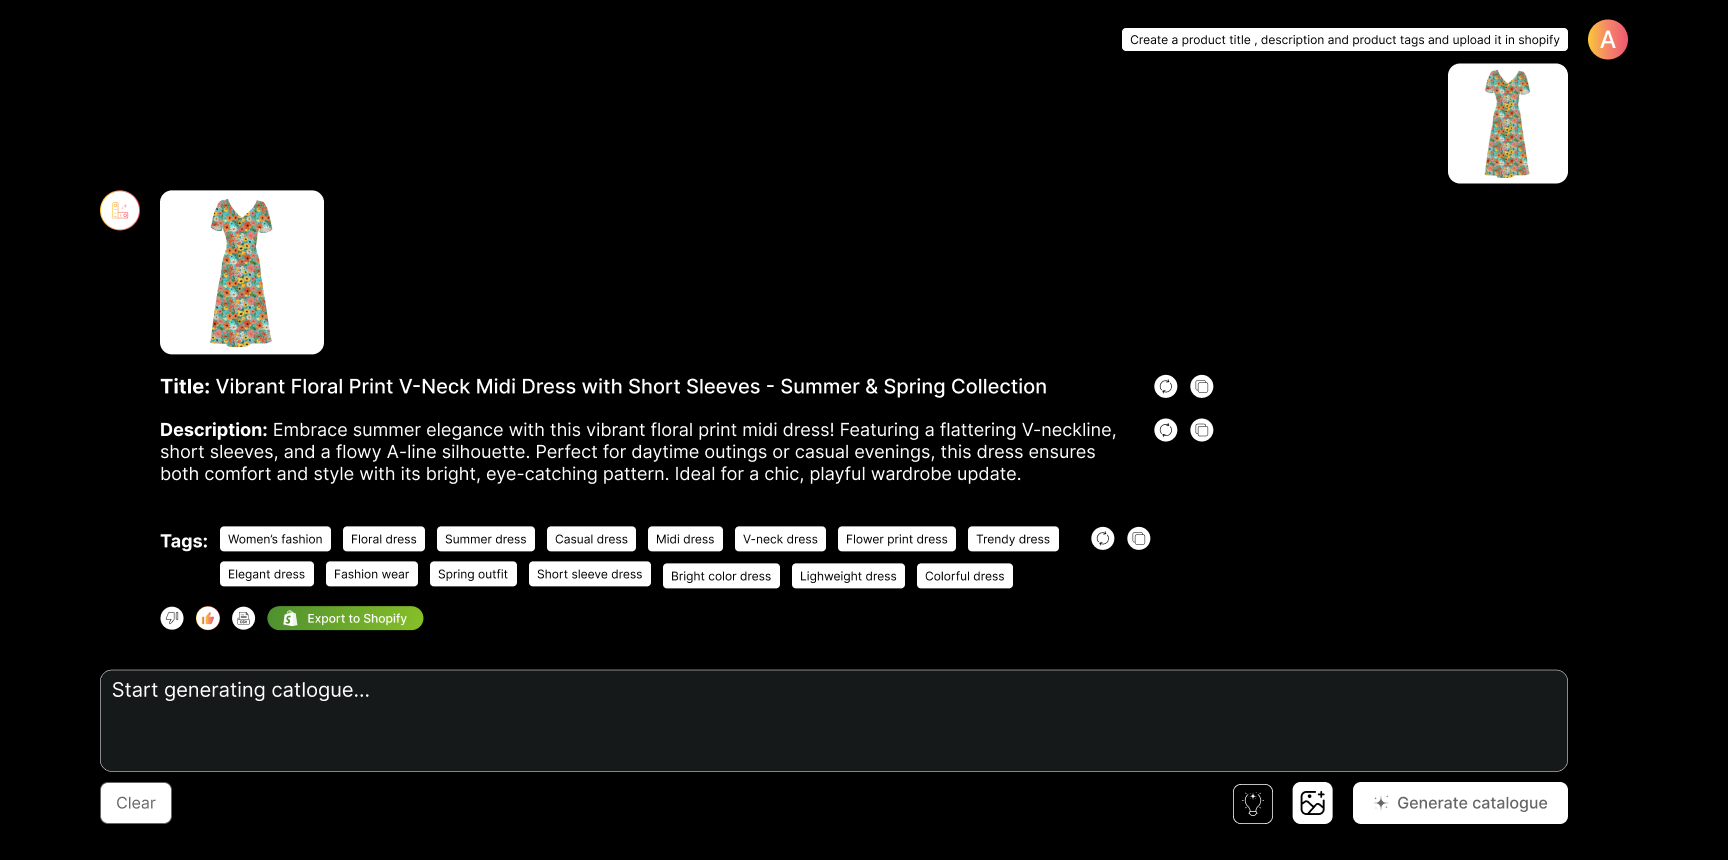 Create a product title , description and product tags and upload it in shopify
A
Title: Vibrant Floral Print V-Neck Midi Dress with Short Sleeves - Summer & Spring Collection
Description: Embrace summer elegance with this vibrant floral print midi dress! Featuring a flattering V-neckline,
short sleeves, and a flowy A-line silhouette. Perfect for daytime outings or casual evenings, this dress ensures
both comfort and style with its bright, eye-catching pattern. Ideal for a chic, playful wardrobe update.
Tags: Women's fashion Floral dress Summer dress Casual dress Midi dress V-neck dress Flower print dress Trendy dress
Elegant dress Fashion wear Spring outfit Short sleeve dress Bright color dress Lighweight dress Colorful dress
Export to Shopify
Start generating catlogue...
Clear
Generate catalogue